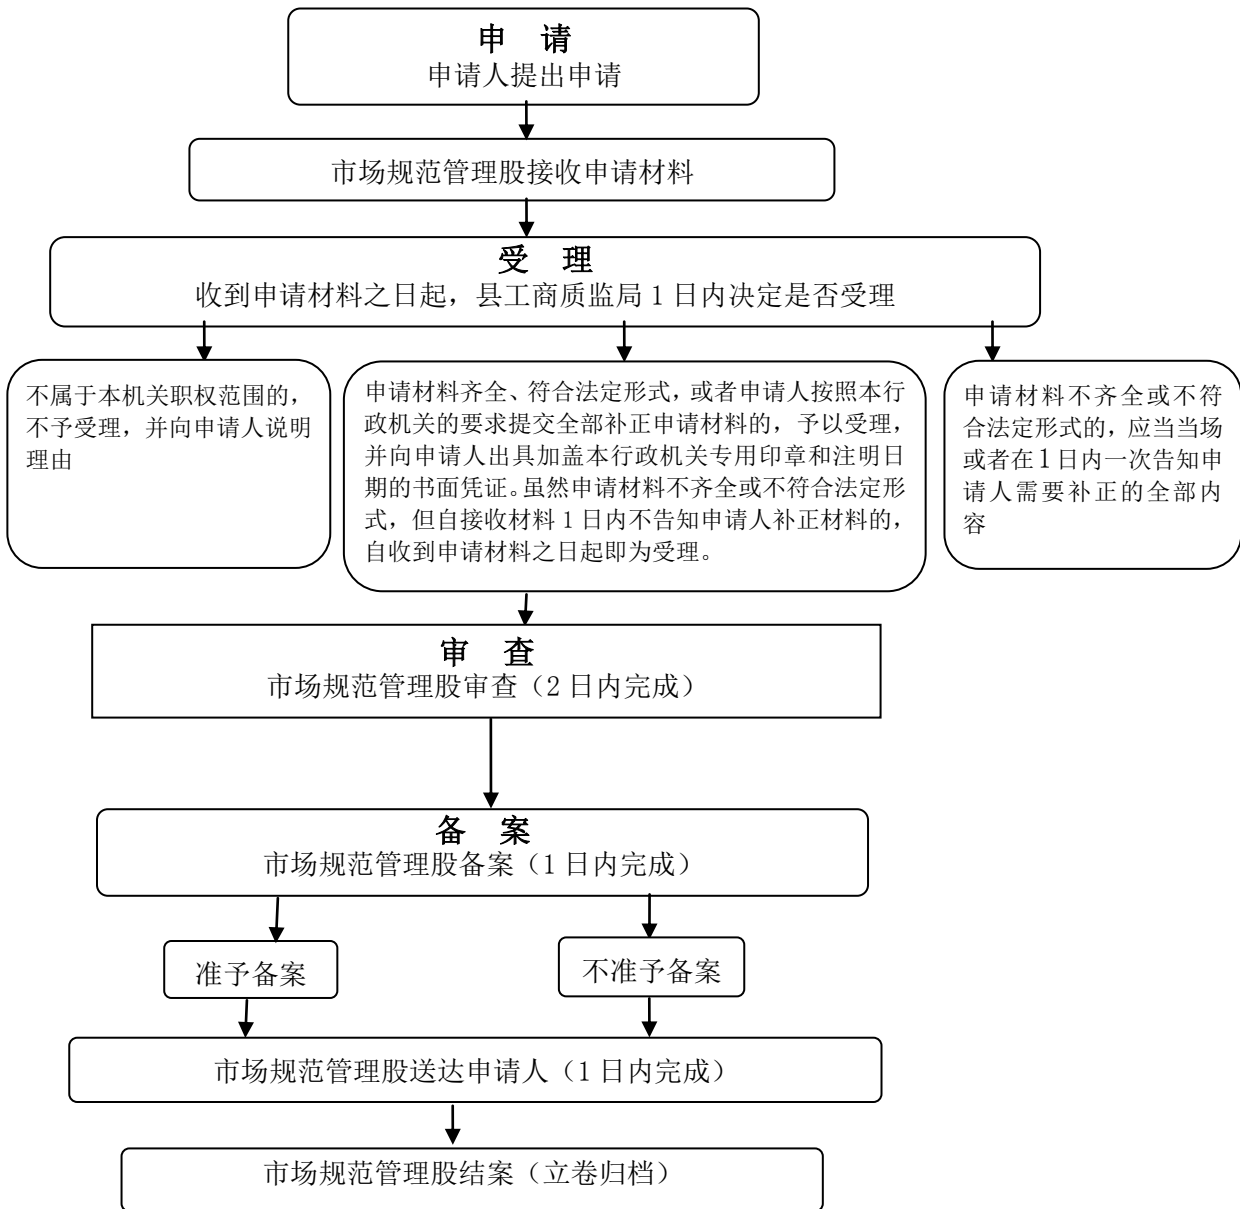 申 请
申请人提出申请
市场规范管理股接收申请材料
受 理
收到申请材料之日起，县工商质监局 1 日内决定是否受理
不属于本机关职权范围的，
不予受理，并向申请人说明
理由
申请材料齐全、符合法定形式，或者申请人按照本行
政机关的要求提交全部补正申请材料的，予以受理，
并向申请人出具加盖本行政机关专用印章和注明日
期的书面凭证。虽然申请材料不齐全或不符合法定形
式，但自接收材料 1 日内不告知申请人补正材料的，
自收到申请材料之日起即为受理。
申请材料不齐全或不符
合法定形式的，应当当场
或者在 1 日内一次告知申
请人需要补正的全部内
容
审 查
市场规范管理股审查（2 日内完成）
备 案
市场规范管理股备案（1 日内完成）
准予备案
不准予备案
市场规范管理股送达申请人（1 日内完成）
市场规范管理股结案（立卷归档）